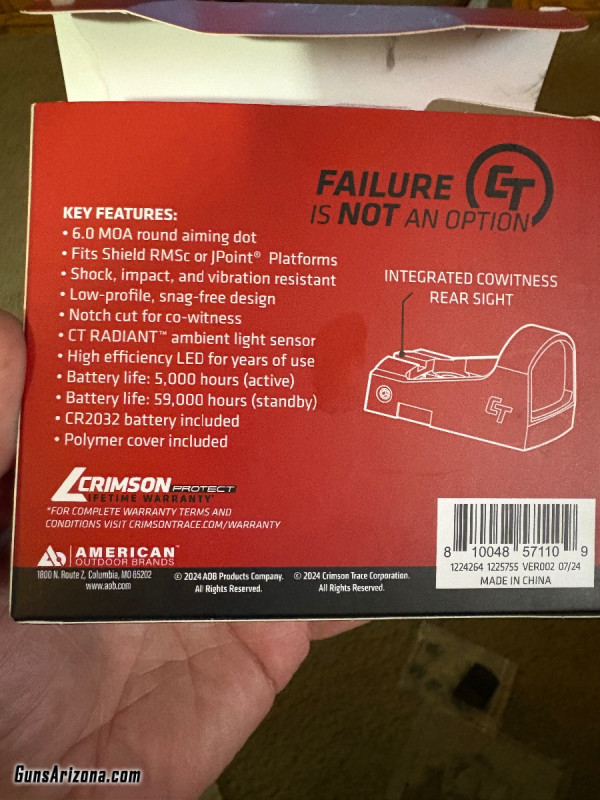 FAILURE
IS NOT AN OPTION
CT
KEY FEATURES:
• 6.0 MOA round aiming dot
• Fits Shield RMSc or JPoint® Platforms
• Shock, impact, and vibration resistant
• Low-profile, snag-free design
• Notch cut for co-witness
• CT RADIANT™ ambient light sensor
• High efficiency LED for years of use
• Battery life: 5,000 hours (active)
• Battery life: 59,000 hours (standby)
• CR2032 battery included
• Polymer cover included
INTEGRATED COWITNESS
REAR SIGHT
CT
CRIMSON PROTECT
LIFETIME WARRANTY*
*FOR COMPLETE WARRANTY TERMS AND
CONDITIONS VISIT CRIMSONTRACE.COM/WARRANTY
AOB AMERICAN™
OUTDOOR BRANDS
1800 N. Route Z, Columbia, MO 65202
www.aob.com
© 2024 AOB Products Company.
All Rights Reserved.
© 2024 Crimson Trace Corporation.
All Rights Reserved.
8 10048 57110 9
1224264 1225755 VER002 07/24
MADE IN CHINA
GunsArizona.com